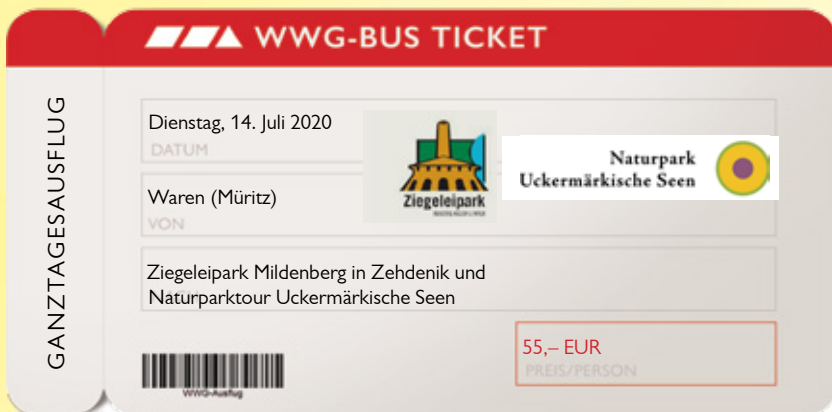 WWG-BUS TICKET
GANZTAGESAUSFLUG
Dienstag, 14. Juli 2020
DATUM
Ziegeleipark
Naturpark
Uckermärkische Seen
Waren (Müritz)
VON
Ziegeleipark Mildenberg in Zehdenik und
Naturparktour Uckermärkische Seen
55,– EUR
PREIS/PERSON
WWG-Ausflug